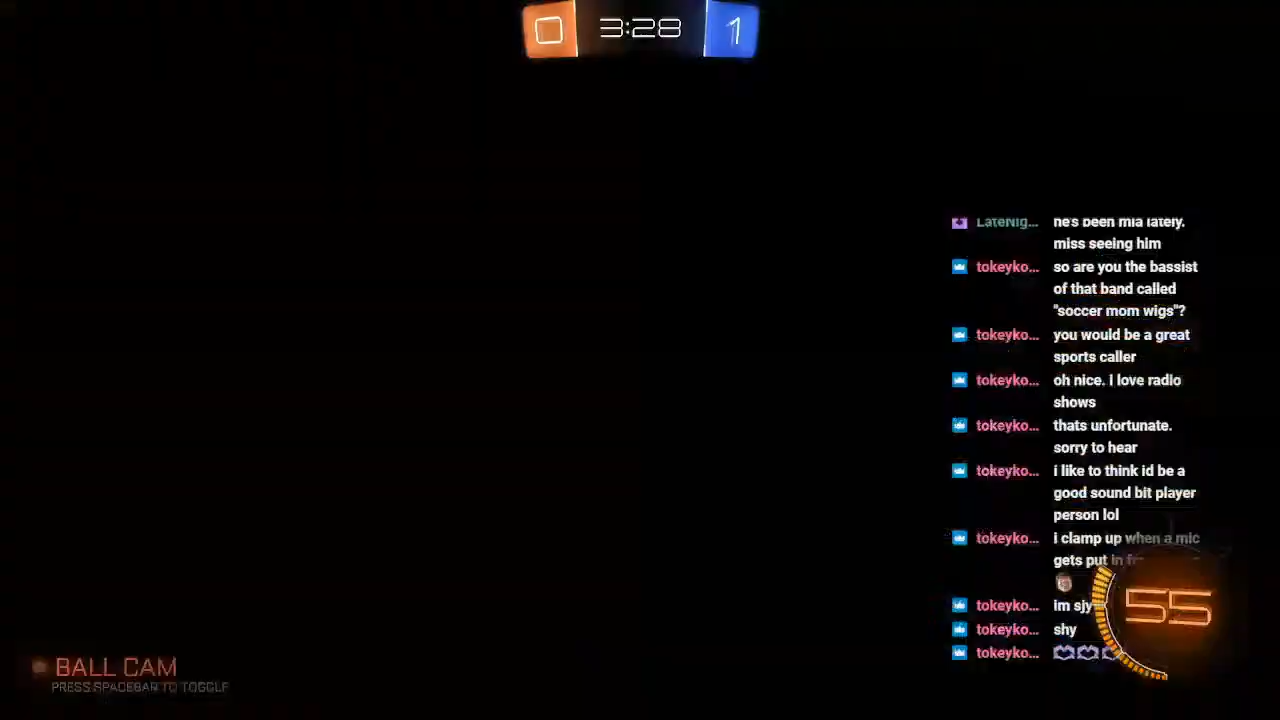 0 3:28 1
LateNig... he's been mia lately.
miss seeing him
tokeyko... so are you the bassist
of that band called
"soccer mom wigs"?
tokeyko... you would be a great
sports caller
tokeyko... oh nice. i love radio
shows
tokeyko... thats unfortunate.
sorry to hear
tokeyko... i like to think id be a
good sound bit player
person lol
tokeyko... i clamp up when a mic
gets put in
tokeyko... im sjy
tokeyko... shy
tokeyko...
55
BALL CAM
PRESS SPACEBAR TO TOGGLE